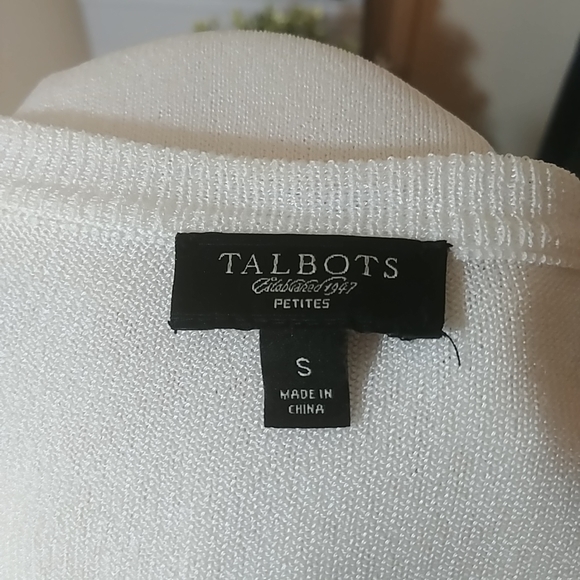 TALBOTS
Established 1947
PETITES
S
MADE IN
CHINA